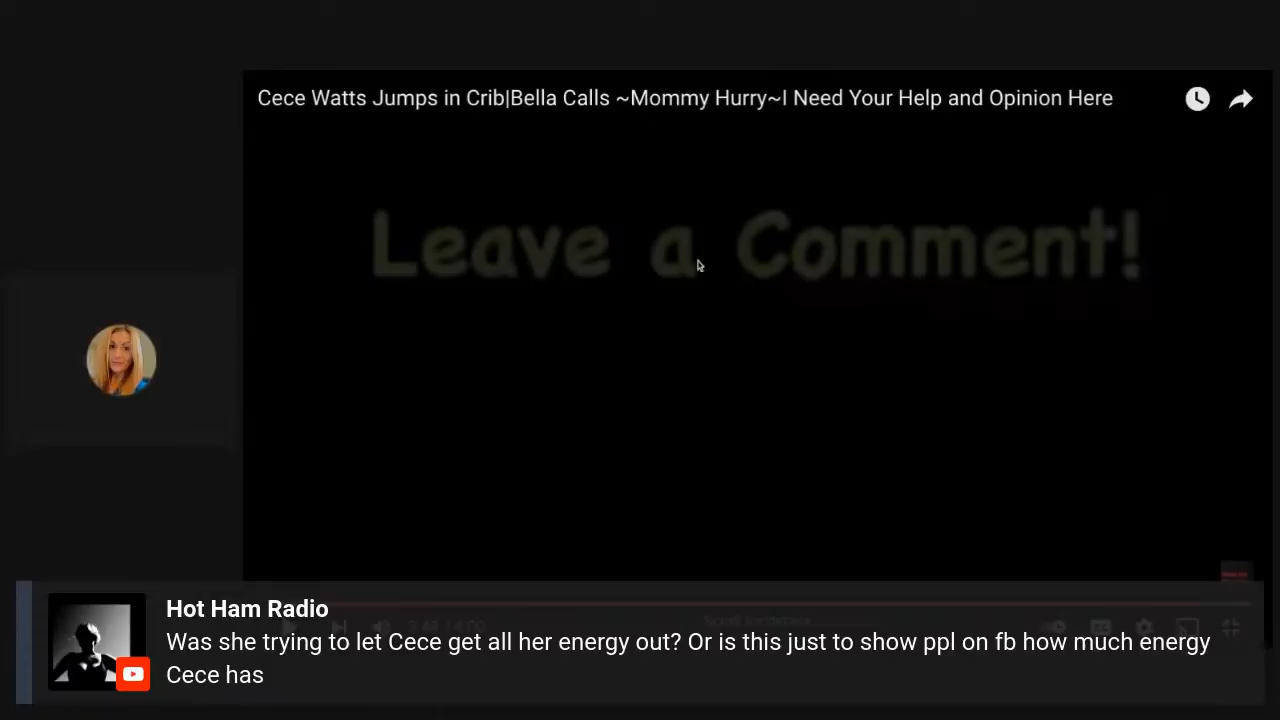 Cece Watts Jumps in Crib|Bella Calls ~Mommy Hurry~I Need Your Help and Opinion Here
Leave a Comment!
Hot Ham Radio
Was she trying to let Cece get all her energy out? Or is this just to show ppl on fb how much energy
Cece has